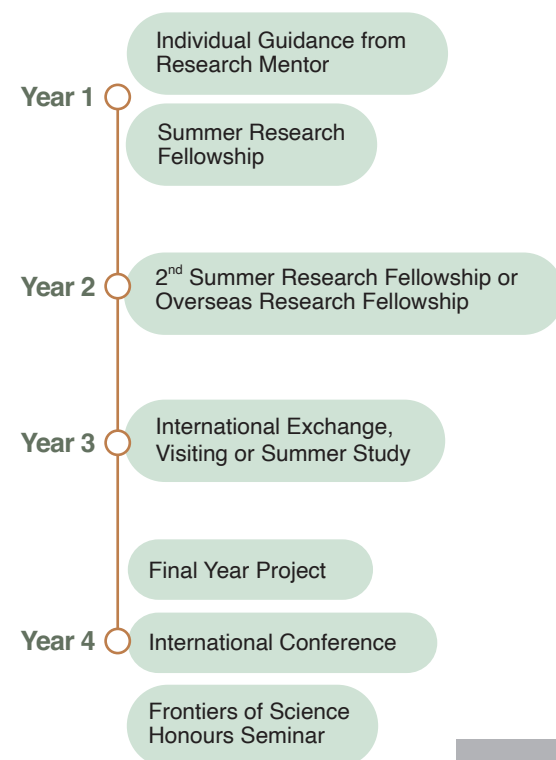 Individual Guidance from
Research Mentor
Year 1
Summer Research
Fellowship
Year 2
2nd Summer Research Fellowship or
Overseas Research Fellowship
Year 3
International Exchange,
Visiting or Summer Study
Final Year Project
Year 4
International Conference
Frontiers of Science
Honours Seminar